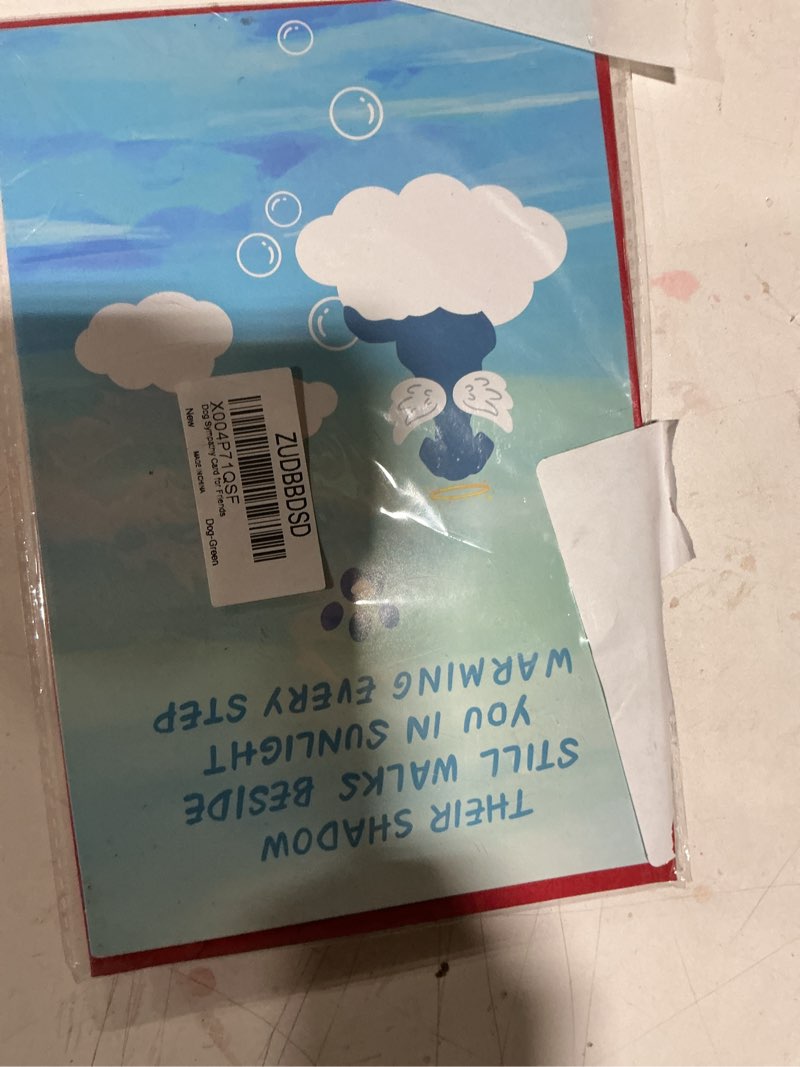 THEIR SHADOW
STILL WALKS BESIDE
YOU IN SUNLIGHT
WARMING EVERY STEP
ZUDBBDSD
X004P71QSF
Dog Sympathy Card for Friends Dog-Green
New MADE IN CHINA